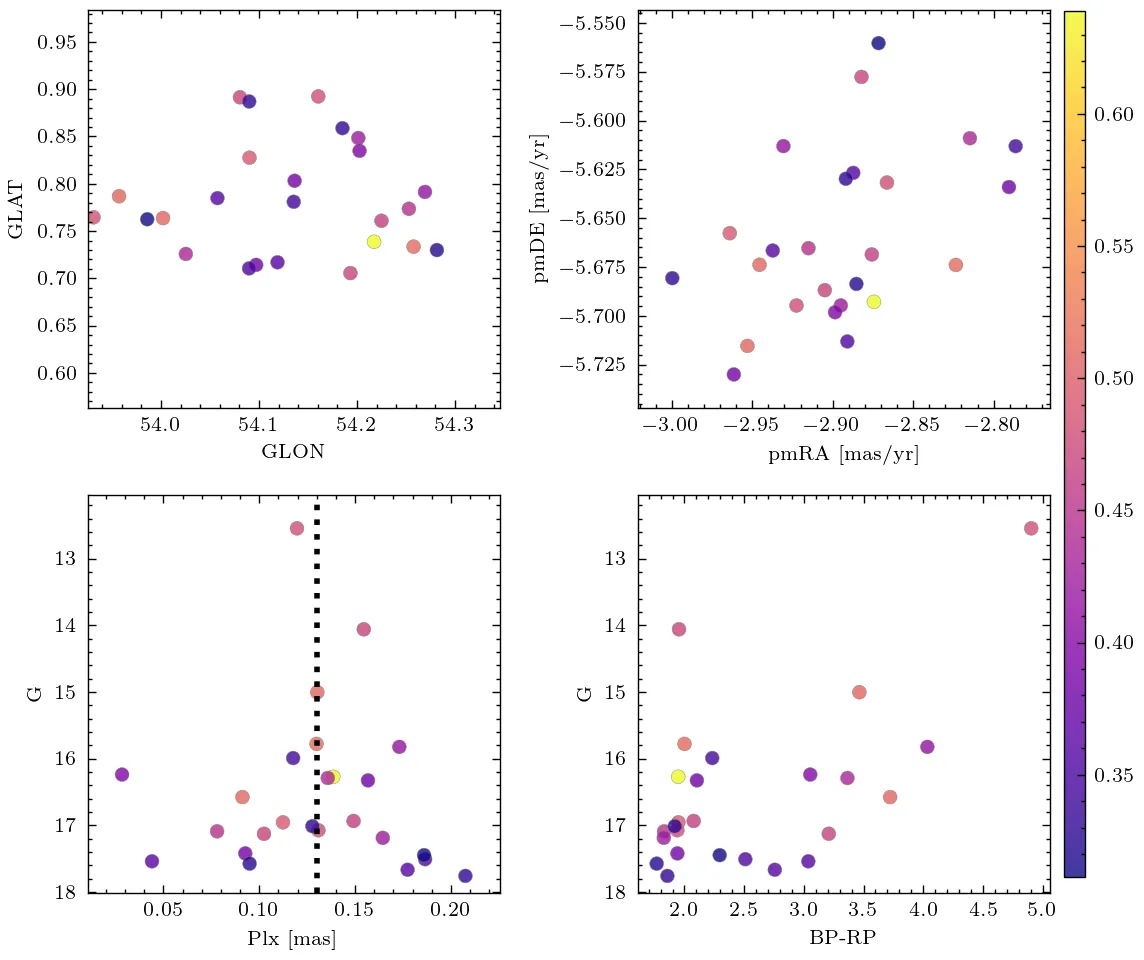 0.95
0.90
0.85
0.80
0.75
0.70
0.65
0.60
GLAT
54.0 54.1 54.2 54.3
GLON
−5.550
−5.575
−5.600
−5.625
−5.650
−5.675
−5.700
−5.725
pmDE [mas/yr]
−3.00 −2.95 −2.90 −2.85 −2.80
pmRA [mas/yr]
0.60
0.55
0.50
0.45
0.40
0.35
13
14
15
16
17
18
G
0.05 0.10 0.15 0.20
Plx [mas]
13
14
15
16
17
18
G
2.0 2.5 3.0 3.5 4.0 4.5 5.0
BP-RP